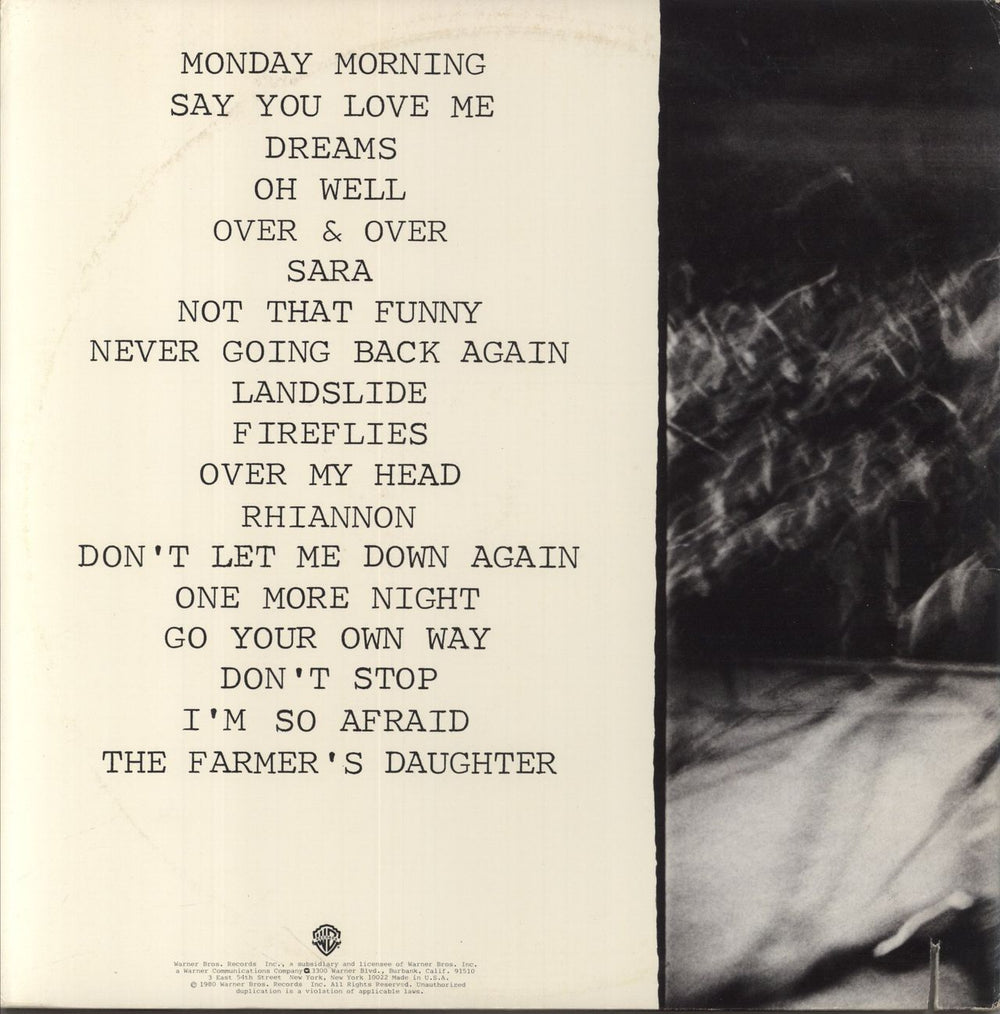 MONDAY MORNING
SAY YOU LOVE ME
DREAMS
OH WELL
OVER & OVER
SARA
NOT THAT FUNNY
NEVER GOING BACK AGAIN
LANDSLIDE
FIREFLIES
OVER MY HEAD
RHIANNON
DON'T LET ME DOWN AGAIN
ONE MORE NIGHT
GO YOUR OWN WAY
DON'T STOP
I'M SO AFRAID
THE FARMER'S DAUGHTER
Warner Bros. Records Inc., a subsidiary and licensee of Warner Bros. Inc.
a Warner Communications Company 3300 Warner Blvd., Burbank, Calif. 91510
3 East 54th Street New York, New York 10022 Made in U.S.A.
© 1980 Warner Bros. Records Inc. All Rights Reserved. Unauthorized
duplication is a violation of applicable laws.